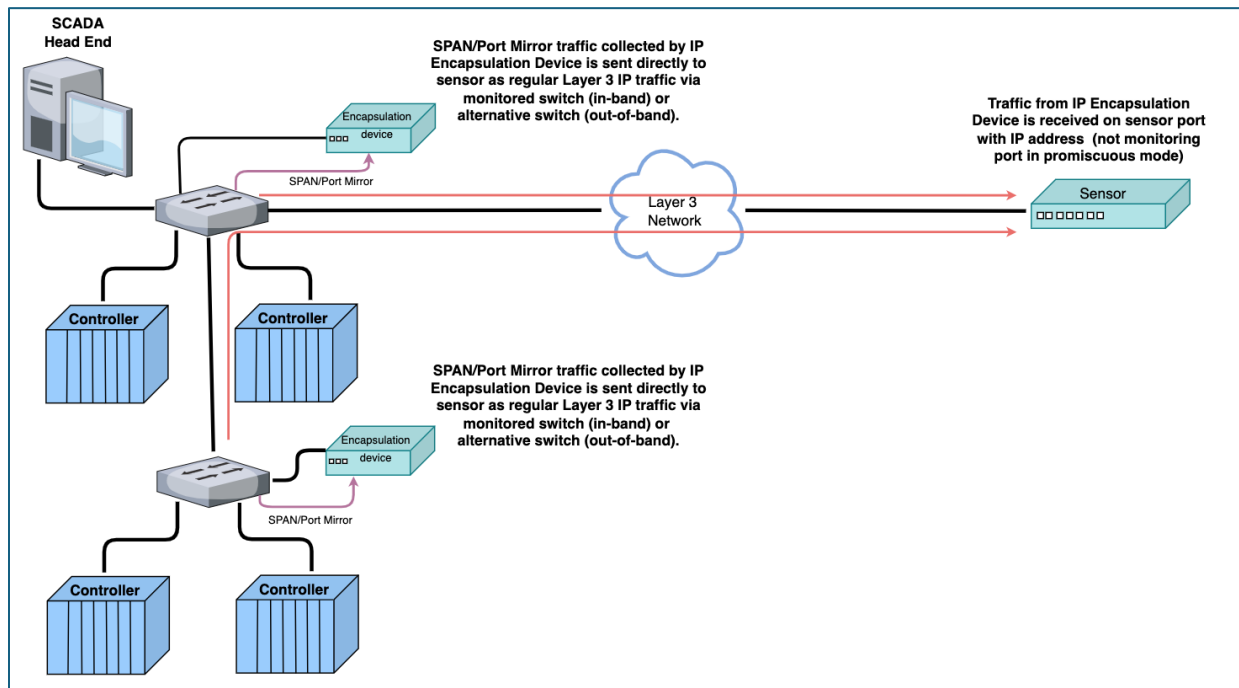 SCADA
Head End
SPAN/Port Mirror traffic collected by IP
Encapsulation Device is sent directly to
sensor as regular Layer 3 IP traffic via
monitored switch (in-band) or
alternative switch (out-of-band).
Traffic from IP Encapsulation
Device is received on sensor port
with IP address (not monitoring
port in promiscuous mode)
Encapsulation
device
SPAN/Port Mirror
Layer 3
Network
Sensor
Controller
Controller
SPAN/Port Mirror traffic collected by IP
Encapsulation Device is sent directly to
sensor as regular Layer 3 IP traffic via
monitored switch (in-band) or
alternative switch (out-of-band).
Encapsulation
device
SPAN/Port Mirror
Controller
Controller